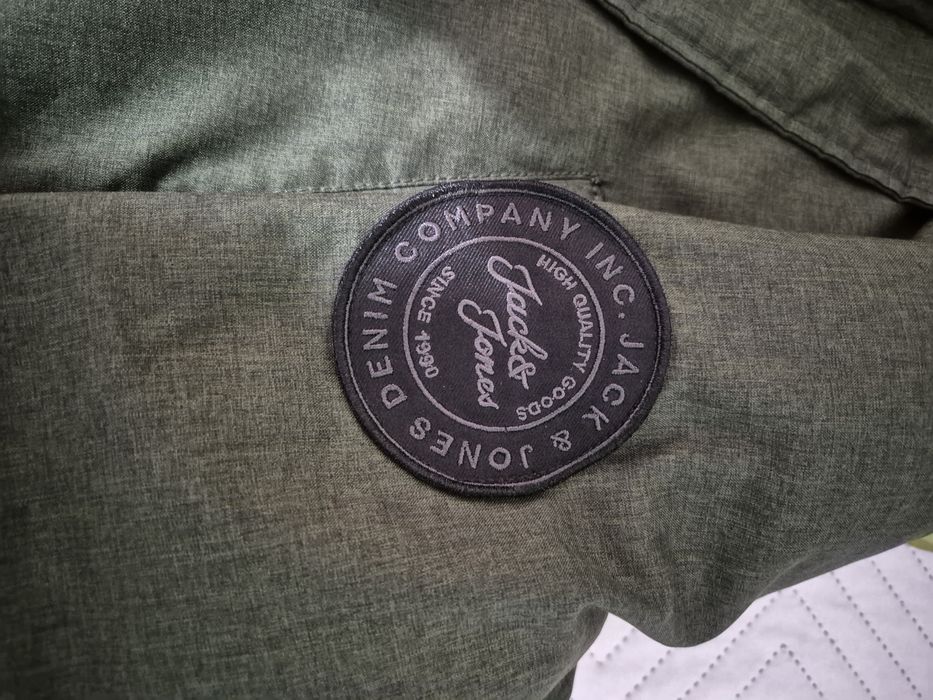 JACK & JONES DENIM COMPANY INC.
HIGH QUALITY GOODS
Jack &
Jones
SINCE 1990